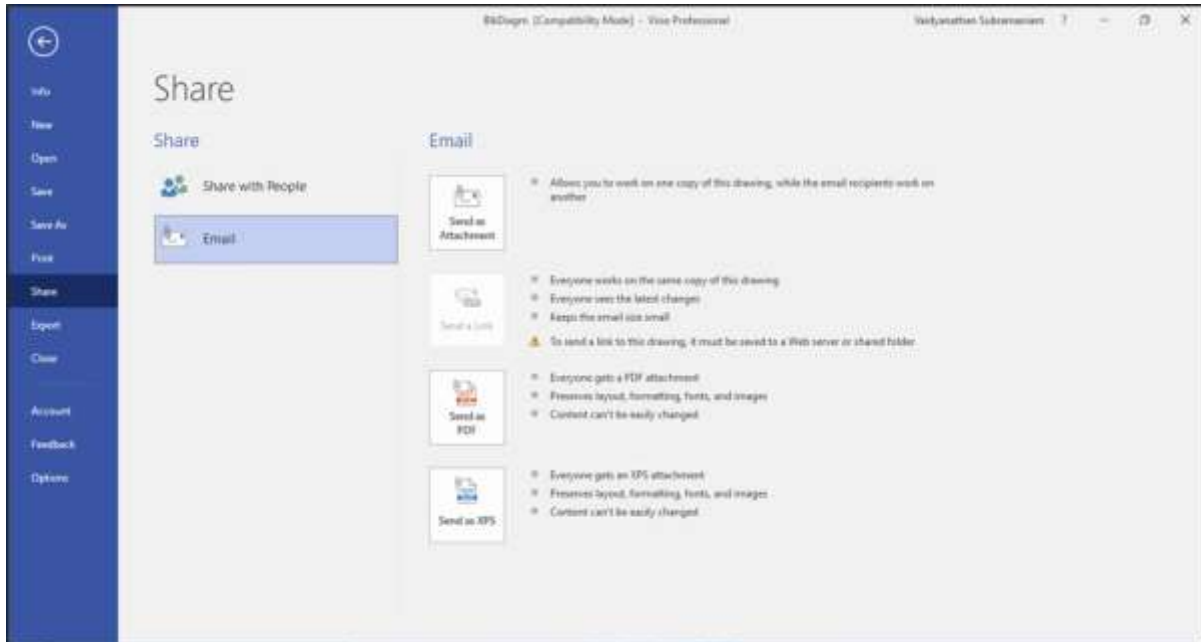 [Compatibility Mode] - Visio Professional
Vaidyanathan Subramaniam ?
Share
Info
New
Open
Save
Save As
Print
Share
Export
Close
Account
Feedback
Options
Share
Share with People
Email
Email
Send as
Attachment
Allows you to work on one copy of this drawing, while the email recipients work on
another
Send a Link
Everyone works on the same copy of this drawing
Everyone sees the latest changes
Keeps the email size small
To send a link to this drawing, it must be saved to a Web server or shared folder
Send as
PDF
Everyone gets a PDF attachment
Preserves layout, formatting, fonts, and images
Content can't be easily changed
Send as XPS
Everyone gets an XPS attachment
Preserves layout, formatting, fonts, and images
Content can't be easily changed